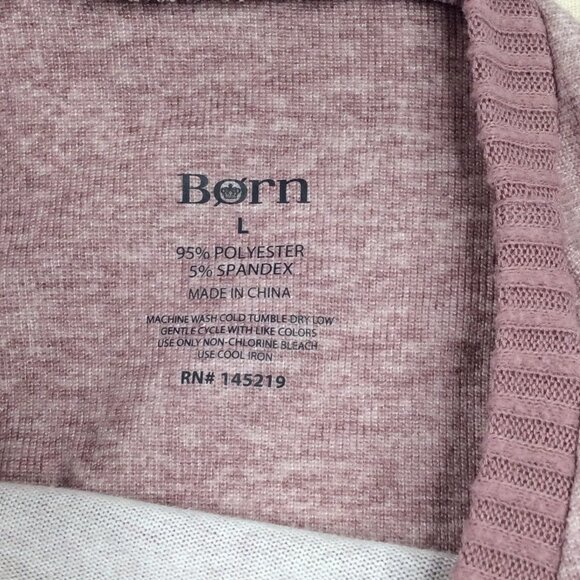 Børn
L
95% POLYESTER
5% SPANDEX
MADE IN CHINA
MACHINE WASH COLD TUMBLE DRY LOW
GENTLE CYCLE WITH LIKE COLORS
USE ONLY NON-CHLORINE BLEACH
USE COOL IRON
RN# 145219